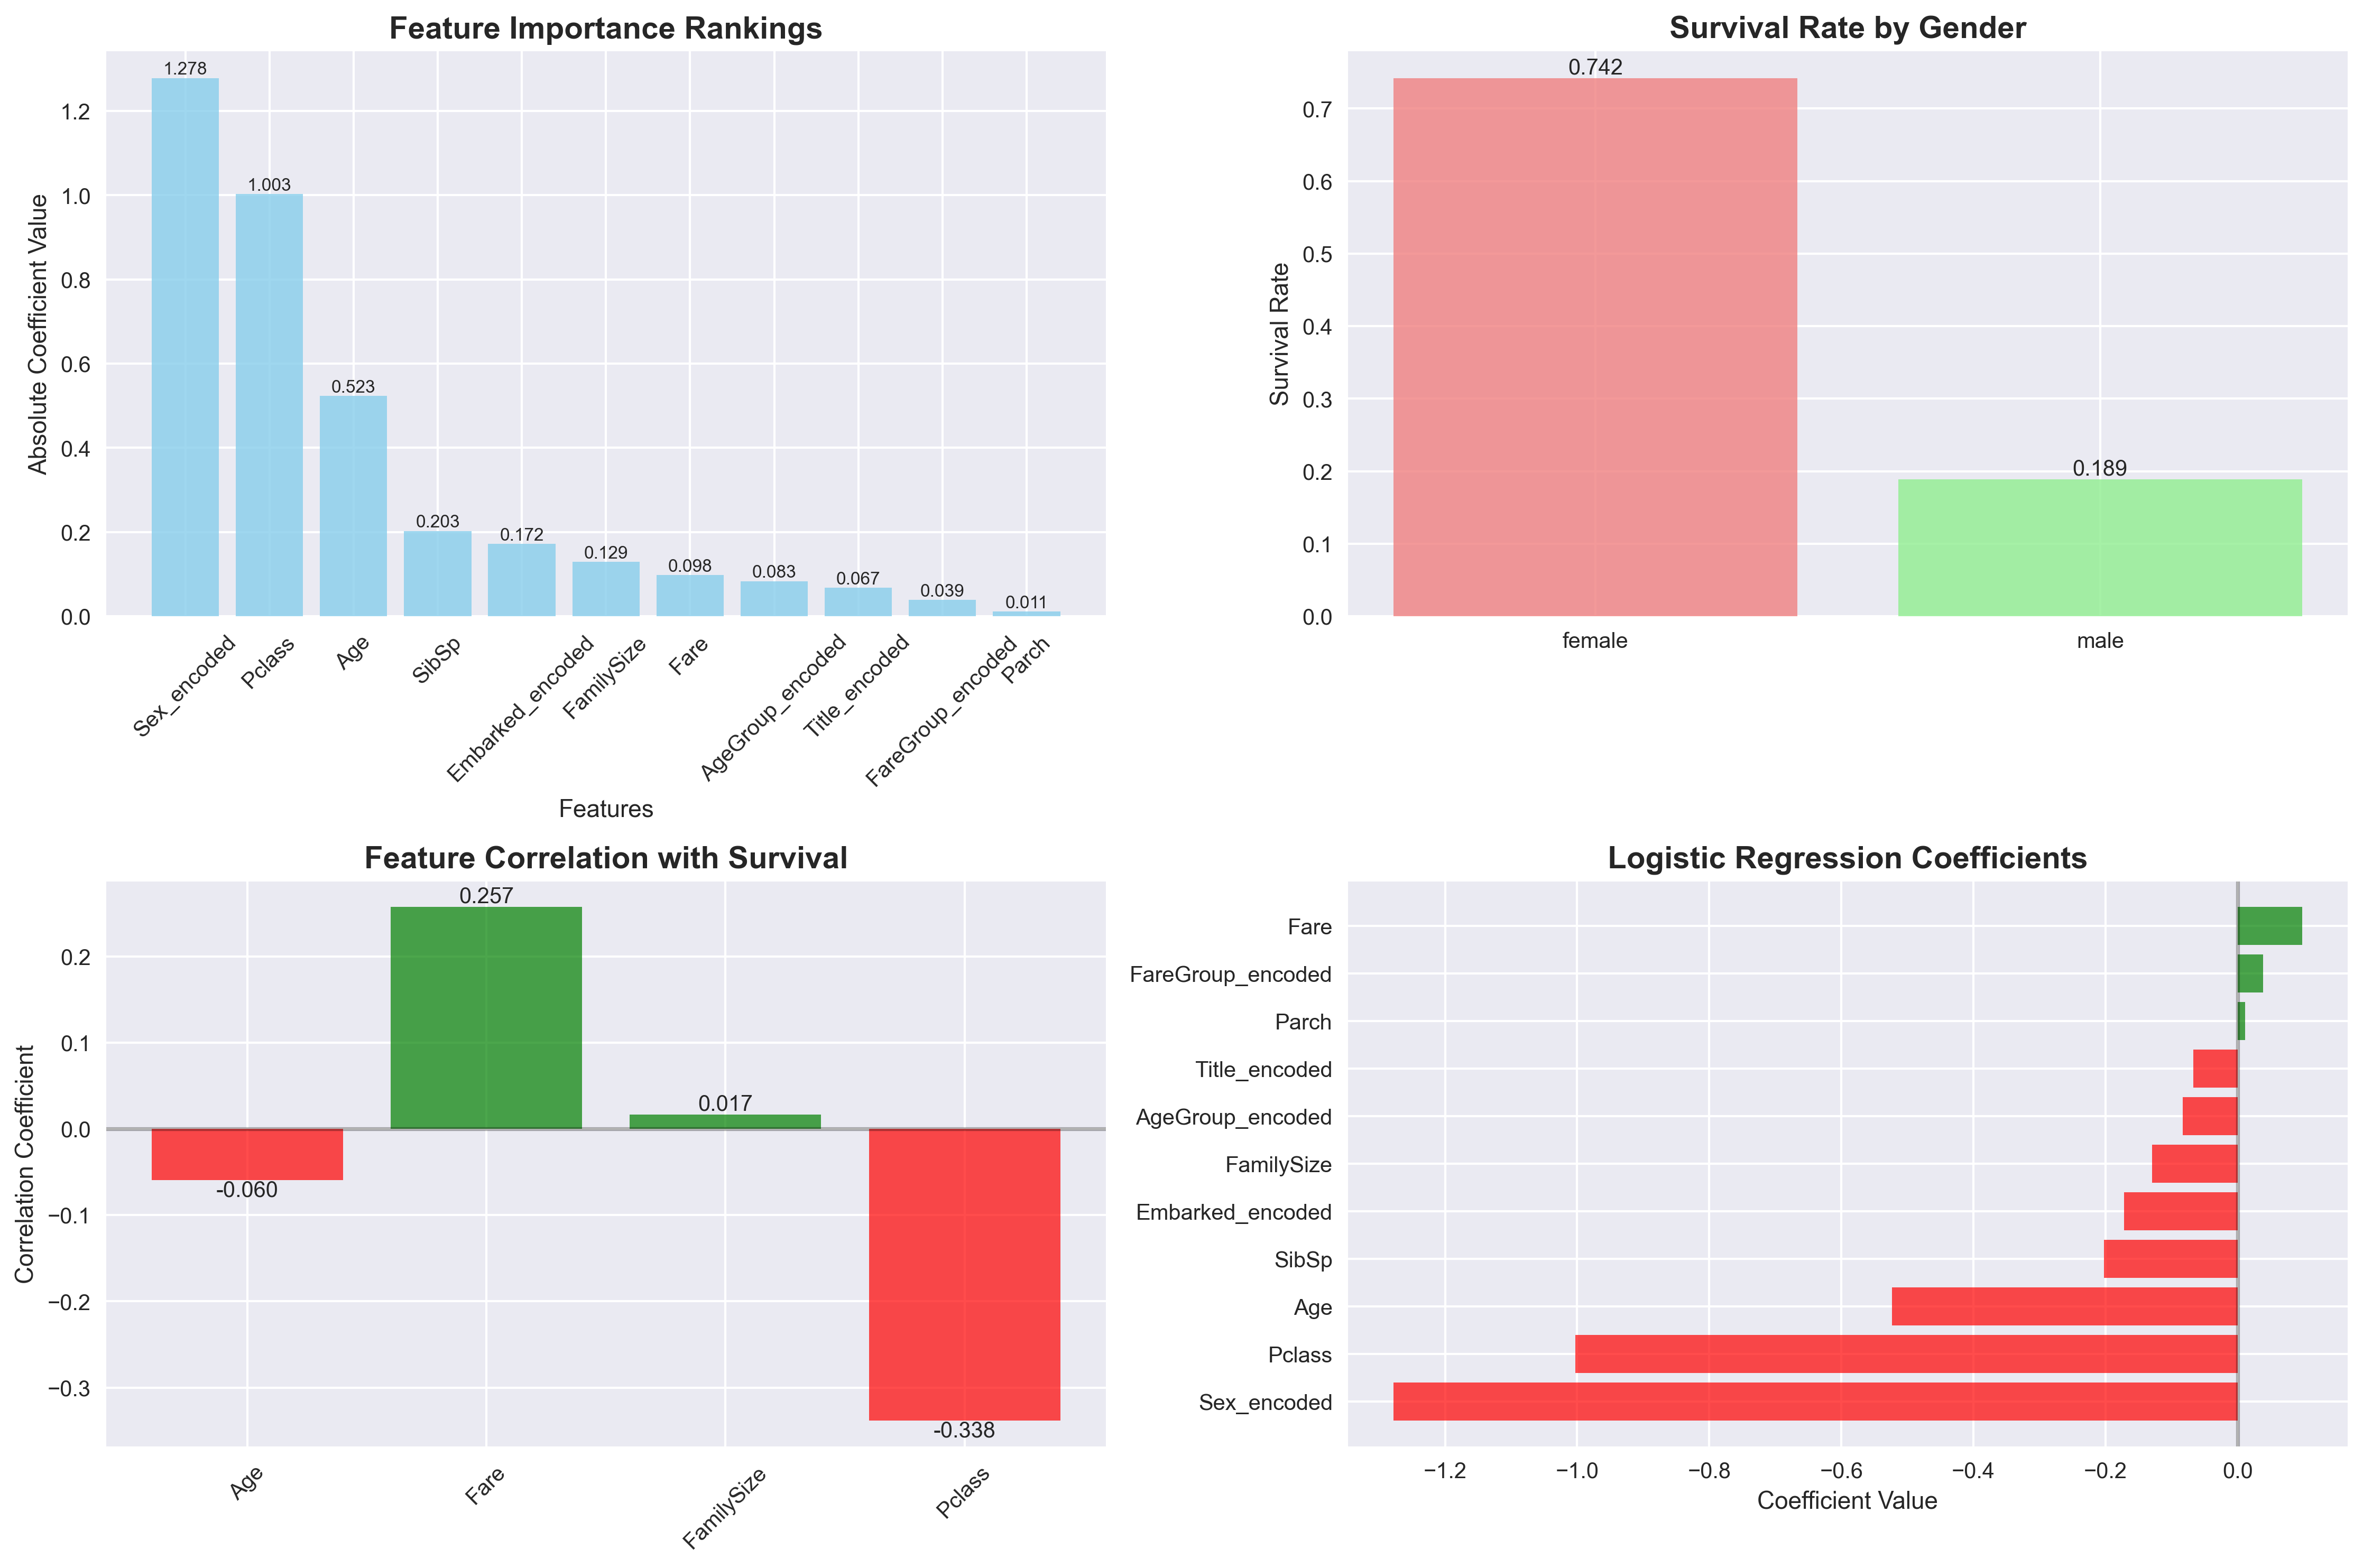 Feature Importance Rankings
Absolute Coefficient Value
1.2
1.0
0.8
0.6
0.4
0.2
0.0
1.278
1.003
0.523
0.203
0.172
0.129
0.098
0.083
0.067
0.039
0.011
Sex_encoded
Pclass
Age
SibSp
Embarked_encoded
FamilySize
Fare
AgeGroup_encoded
Title_encoded
FareGroup_encoded
Parch
Features
Survival Rate by Gender
Survival Rate
0.7
0.6
0.5
0.4
0.3
0.2
0.1
0.0
0.742
0.189
female
male
Feature Correlation with Survival
Correlation Coefficient
0.2
0.1
0.0
−0.1
−0.2
−0.3
-0.060
0.257
0.017
-0.338
Age
Fare
FamilySize
Pclass
Logistic Regression Coefficients
Fare
FareGroup_encoded
Parch
Title_encoded
AgeGroup_encoded
FamilySize
Embarked_encoded
SibSp
Age
Pclass
Sex_encoded
−1.2
−1.0
−0.8
−0.6
−0.4
−0.2
0.0
Coefficient Value